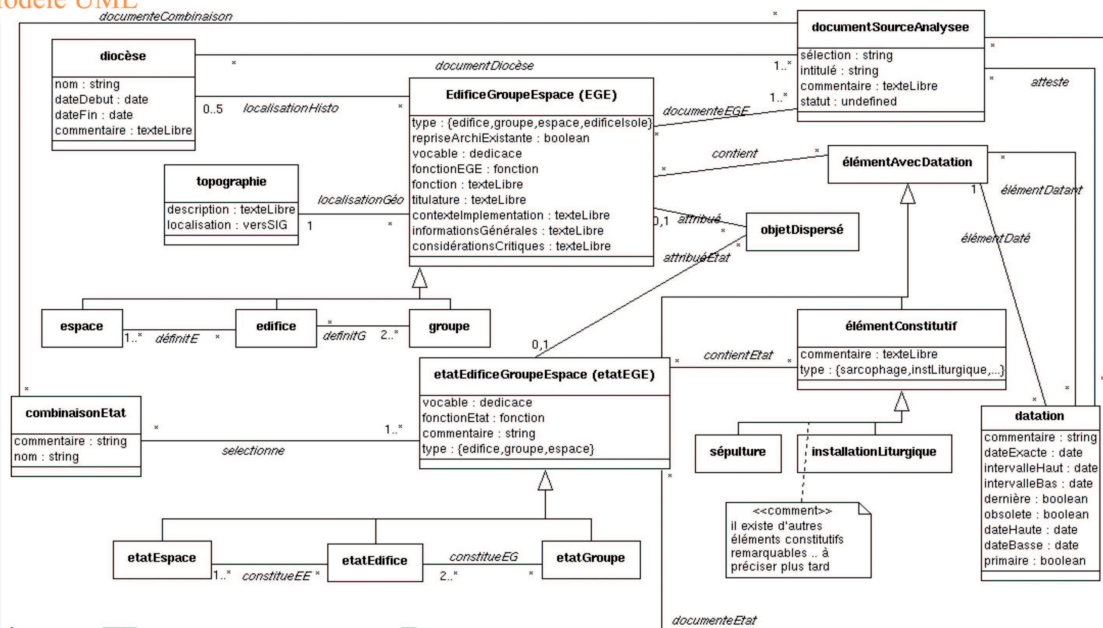 modèle UML
documenteCombinaison
*
documentSourceAnalysee
sélection : string
intitulé : string
commentaire : texteLibre
statut : undefined
*
1..*
1..*
diocèse
nom : string
dateDebut : date
dateFin : date
commentaire : texteLibre
*
documentDiocèse
0..5
localisationHisto
*
EdificeGroupeEspace (EGE)
type : {edifice,groupe,espace,edificeIsole}
repriseArchiExistante : boolean
vocable : dedicace
fonctionEGE : fonction
fonction : texteLibre
titulature : texteLibre
contexteImplementation : texteLibre
informationsGénérales : texteLibre
considérationsCritiques : texteLibre
documenteEGE
*
atteste
*
*
contient
*
*
élémentAvecDatation
*
1
élémentDatant
élémentDaté
topographie
description : texteLibre
localisation : versSIG
localisationGéo
1
*
0,1
attribué
*
objetDispersé
attribuéEtat
*
0,1
espace
1..*
définitE
*
edifice
*
definitG
2..*
groupe
élémentConstitutif
commentaire : texteLibre
type : {sarcophage,instLiturgique,...}
etatEdificeGroupeEspace (etatEGE)
vocable : dedicace
fonctionEtat : fonction
commentaire : string
type : {edifice,groupe,espace}
*
contientEtat
*
*
combinaisonEtat
commentaire : string
nom : string
*
selectionne
1..*
sépulture
installationLiturgique
*
*
*
*
datation
commentaire : string
dateExacte : date
intervalleHaut : date
intervalleBas : date
dernière : boolean
obsolete : boolean
dateHaute : date
dateBasse : date
primaire : boolean
*
<<comment>>
il existe d'autres
éléments constitutifs
remarquables .. à
préciser plus tard
etatEspace
1..*
constitueEE
*
etatEdifice
2..*
constitueEG
*
etatGroupe
documenteEtat